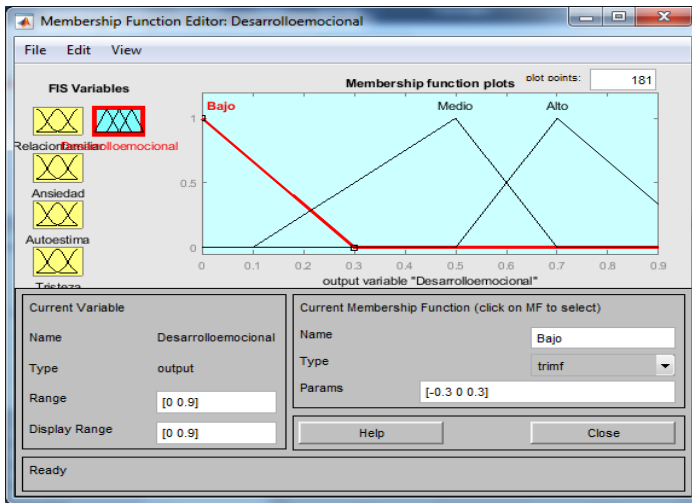 Membership Function Editor: Desarrolloemocional
File Edit View
FIS Variables
Membership function plots
plot points:
181
Bajo
Medio
Alto
1
0.5
0
0 0.1 0.2 0.3 0.4 0.5 0.6 0.7 0.8 0.9
output variable "Desarrolloemocional"
Desarrolloemocional
Ansiedad
Autoestima
Tristeza
Current Variable
Name Desarrolloemocional
Type output
Range [0 0.9]
Display Range [0 0.9]
Current Membership Function (click on MF to select)
Name Bajo
Type trimf
Params [-0.3 0 0.3]
Help Close
Ready